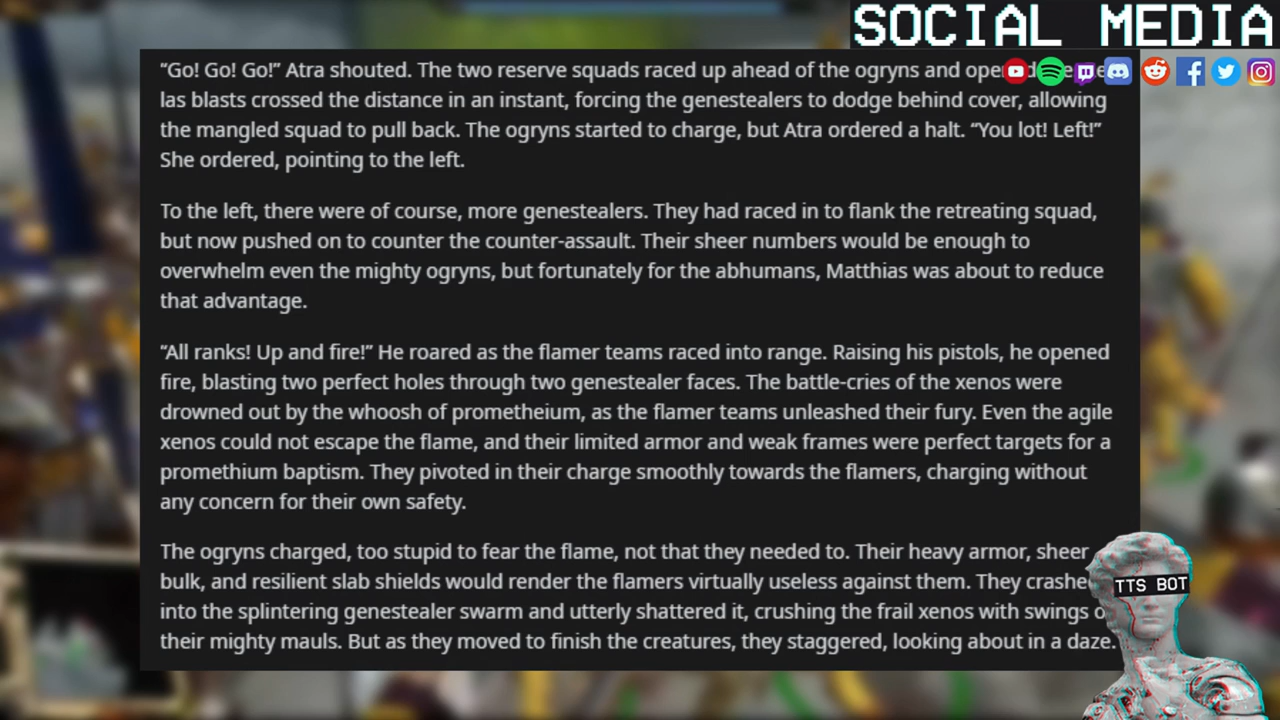 SOCIAL MEDIA
“Go! Go! Go!” Atra shouted. The two reserve squads raced up ahead of the ogryns and
las blasts crossed the distance in an instant, forcing the genestealers to dodge behind cover, allowing
the mangled squad to pull back. The ogryns started to charge, but Atra ordered a halt. “You lot! Left!”
She ordered, pointing to the left.
To the left, there were of course, more genestealers. They had raced in to flank the retreating squad,
but now pushed on to counter the counter-assault. Their sheer numbers would be enough to
overwhelm even the mighty ogryns, but fortunately for the abhumans, Matthias was about to reduce
that advantage.
“All ranks! Up and fire!” He roared as the flamer teams raced into range. Raising his pistols, he opened
fire, blasting two perfect holes through two genestealer faces. The battle-cries of the xenos were
drowned out by the whoosh of prometheium, as the flamer teams unleashed their fury. Even the agile
xenos could not escape the flame, and their limited armor and weak frames were perfect targets for a
promethium baptism. They pivoted in their charge smoothly towards the flamers, charging without
any concern for their own safety.
The ogryns charged, too stupid to fear the flame, not that they needed to. Their heavy armor, sheer
bulk, and resilient slab shields would render the flamers virtually useless against them. They crashed
into the splintering genestealer swarm and utterly shattered it, crushing the frail xenos with swings
their mighty mauls. But as they moved to finish the creatures, they staggered, looking about in a daze.
TTS BOT